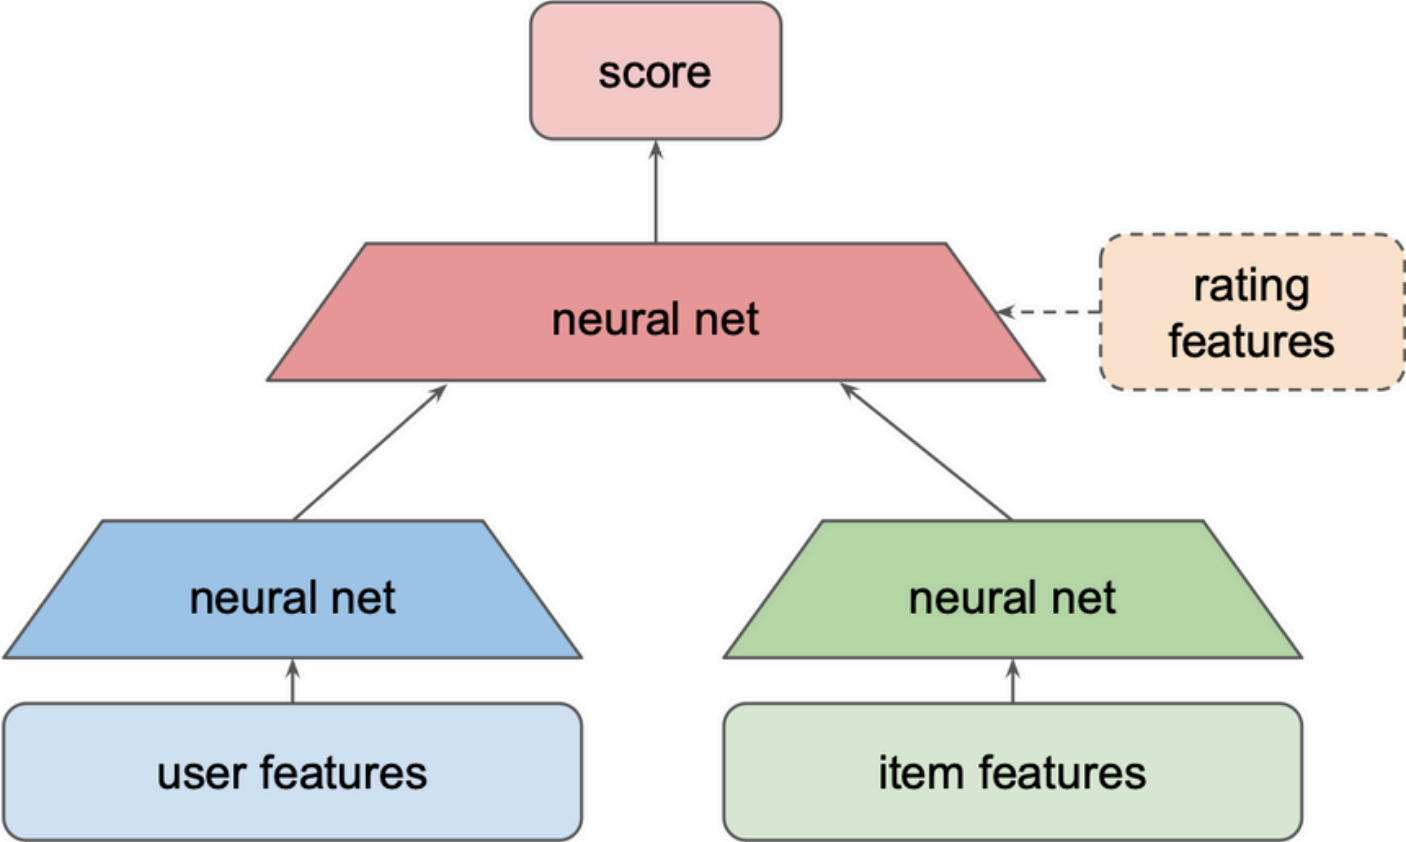 score
neural net
rating
features
neural net
neural net
user features
item features